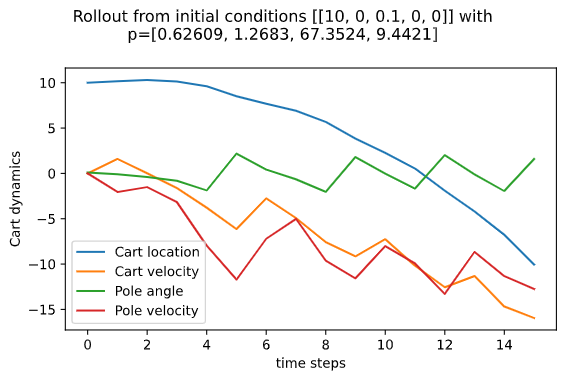 Rollout from initial conditions [[10, 0, 0.1, 0, 0]] with
p=[0.62609, 1.2683, 67.3524, 9.4421]
10
5
0
−5
−10
−15
Cart dynamics
Cart location
Cart velocity
Pole angle
Pole velocity
0 2 4 6 8 10 12 14
time steps